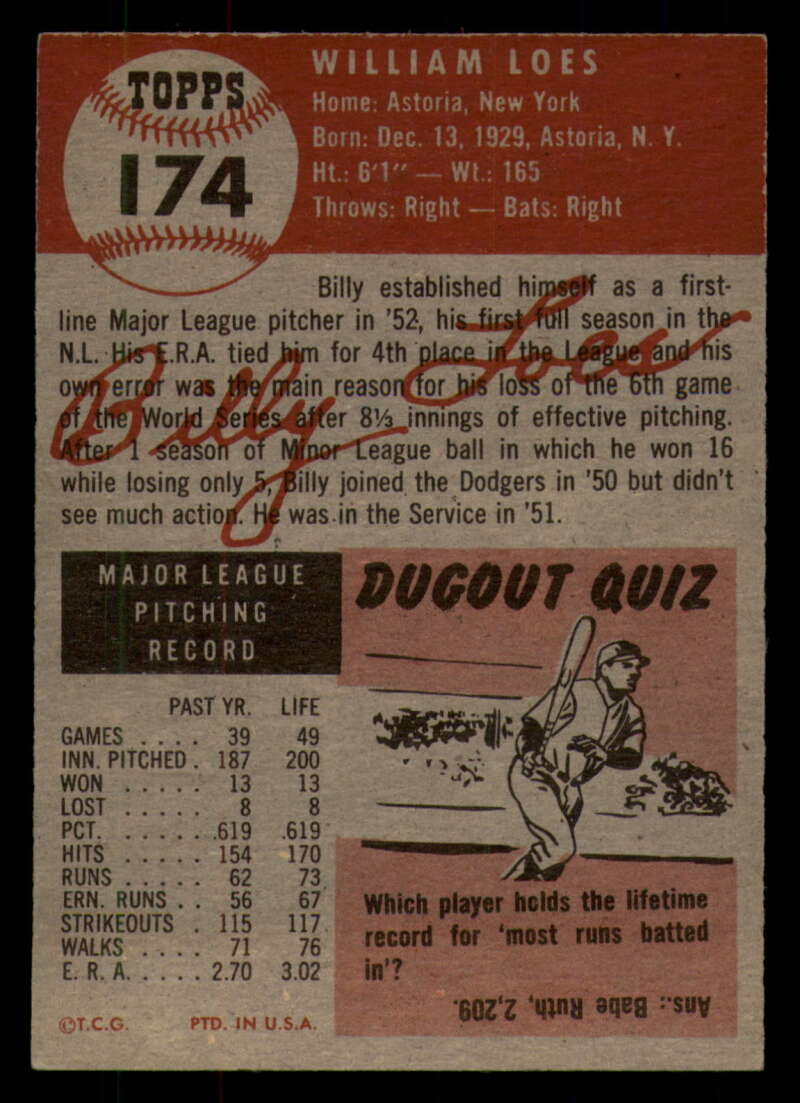 TOPPS
174
WILLIAM LOES
Home: Astoria, New York
Born: Dec. 13, 1929, Astoria, N. Y.
Ht.: 6'1" — Wt.: 165
Throws: Right — Bats: Right
Billy established himself as a first-
line Major League pitcher in '52, his first full season in the
N.L. His E.R.A. tied him for 4th place in the League and his
own error was the main reason for his loss of the 6th game
of the World Series after 8⅓ innings of effective pitching.
After 1 season of Minor League ball in which he won 16
while losing only 5, Billy joined the Dodgers in '50 but didn't
see much action. He was in the Service in '51.
Billy Loes
MAJOR LEAGUE
PITCHING
RECORD
PAST YR. LIFE
GAMES . . . . 39 49
INN. PITCHED . 187 200
WON . . . . . 13 13
LOST . . . . . 8 8
PCT. . . . . . .619 .619
HITS . . . . . 154 170
RUNS . . . . . 62 73
ERN. RUNS . . 56 67
STRIKEOUTS . 115 117
WALKS . . . . 71 76
E. R. A. . . . . 2.70 3.02
©T.C.G. PTD. IN U.S.A.
DUGOUT QUIZ
Which player holds the lifetime
record for 'most runs batted
in'?
Ans.: Babe Ruth, 2,209.